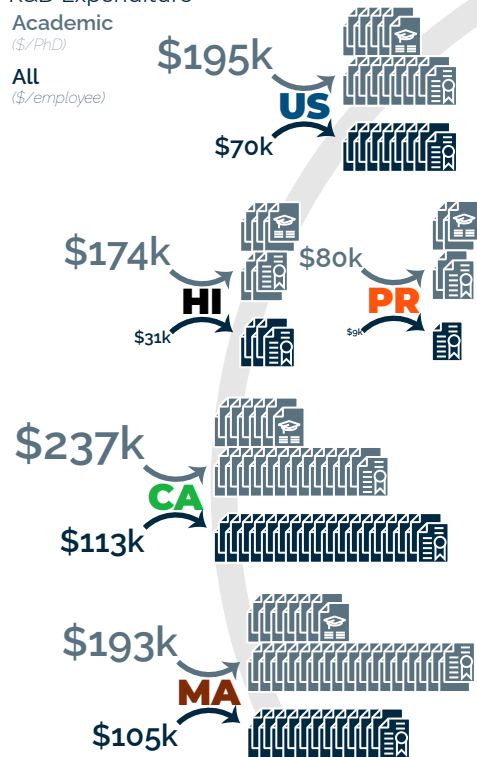 R&D Expenditure
Academic
($/PhD)
All
($/employee)
$195k
US
$70k
$174k
HI
$31k
$80k
PR
$9k
$237k
CA
$113k
$193k
MA
$105k